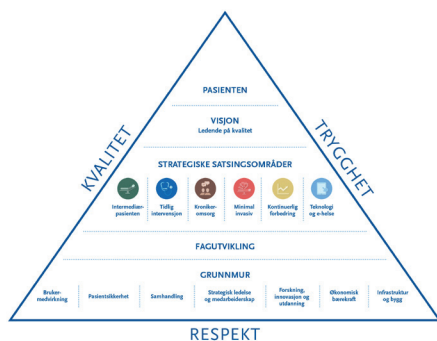 PASIENTEN
VISJON
Ledende på kvalitet
KVALITET
TRYGGHET
STRATEGISKE SATSINGSOMRÅDER
Intermediær-
pasienten
Tidlig
intervensjon
Kroniker-
omsorg
Minimal
invasiv
Kontinuerlig
forbedring
Teknologi
og e-helse
FAGUTVIKLING
GRUNNMUR
Bruker-
medvirkning
Pasientsikkerhet
Samhandling
Strategisk ledelse
og medarbeiderskap
Forskning,
innovasjon og
utdanning
Økonomisk
bærekraft
Infrastruktur
og bygg
RESPEKT